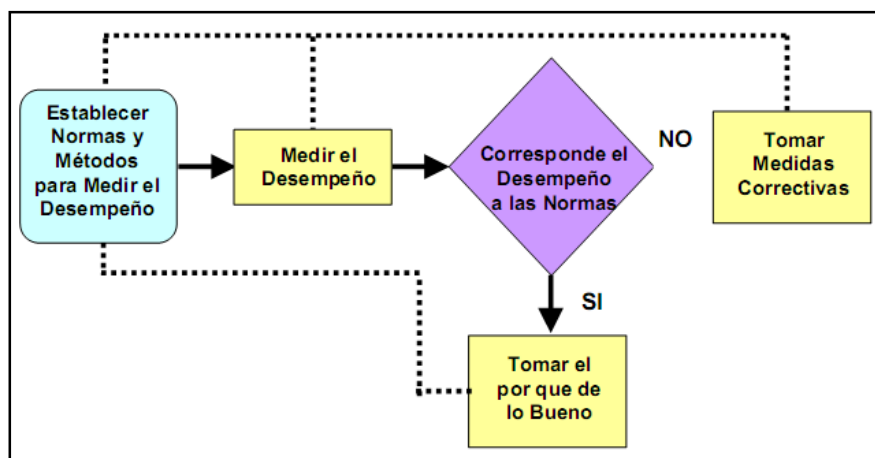 Establecer
Normas y
Métodos
para Medir el
Desempeño
Medir el
Desempeño
Corresponde el
Desempeño
a las Normas
NO
Tomar
Medidas
Correctivas
SI
Tomar el
por que de
lo Bueno